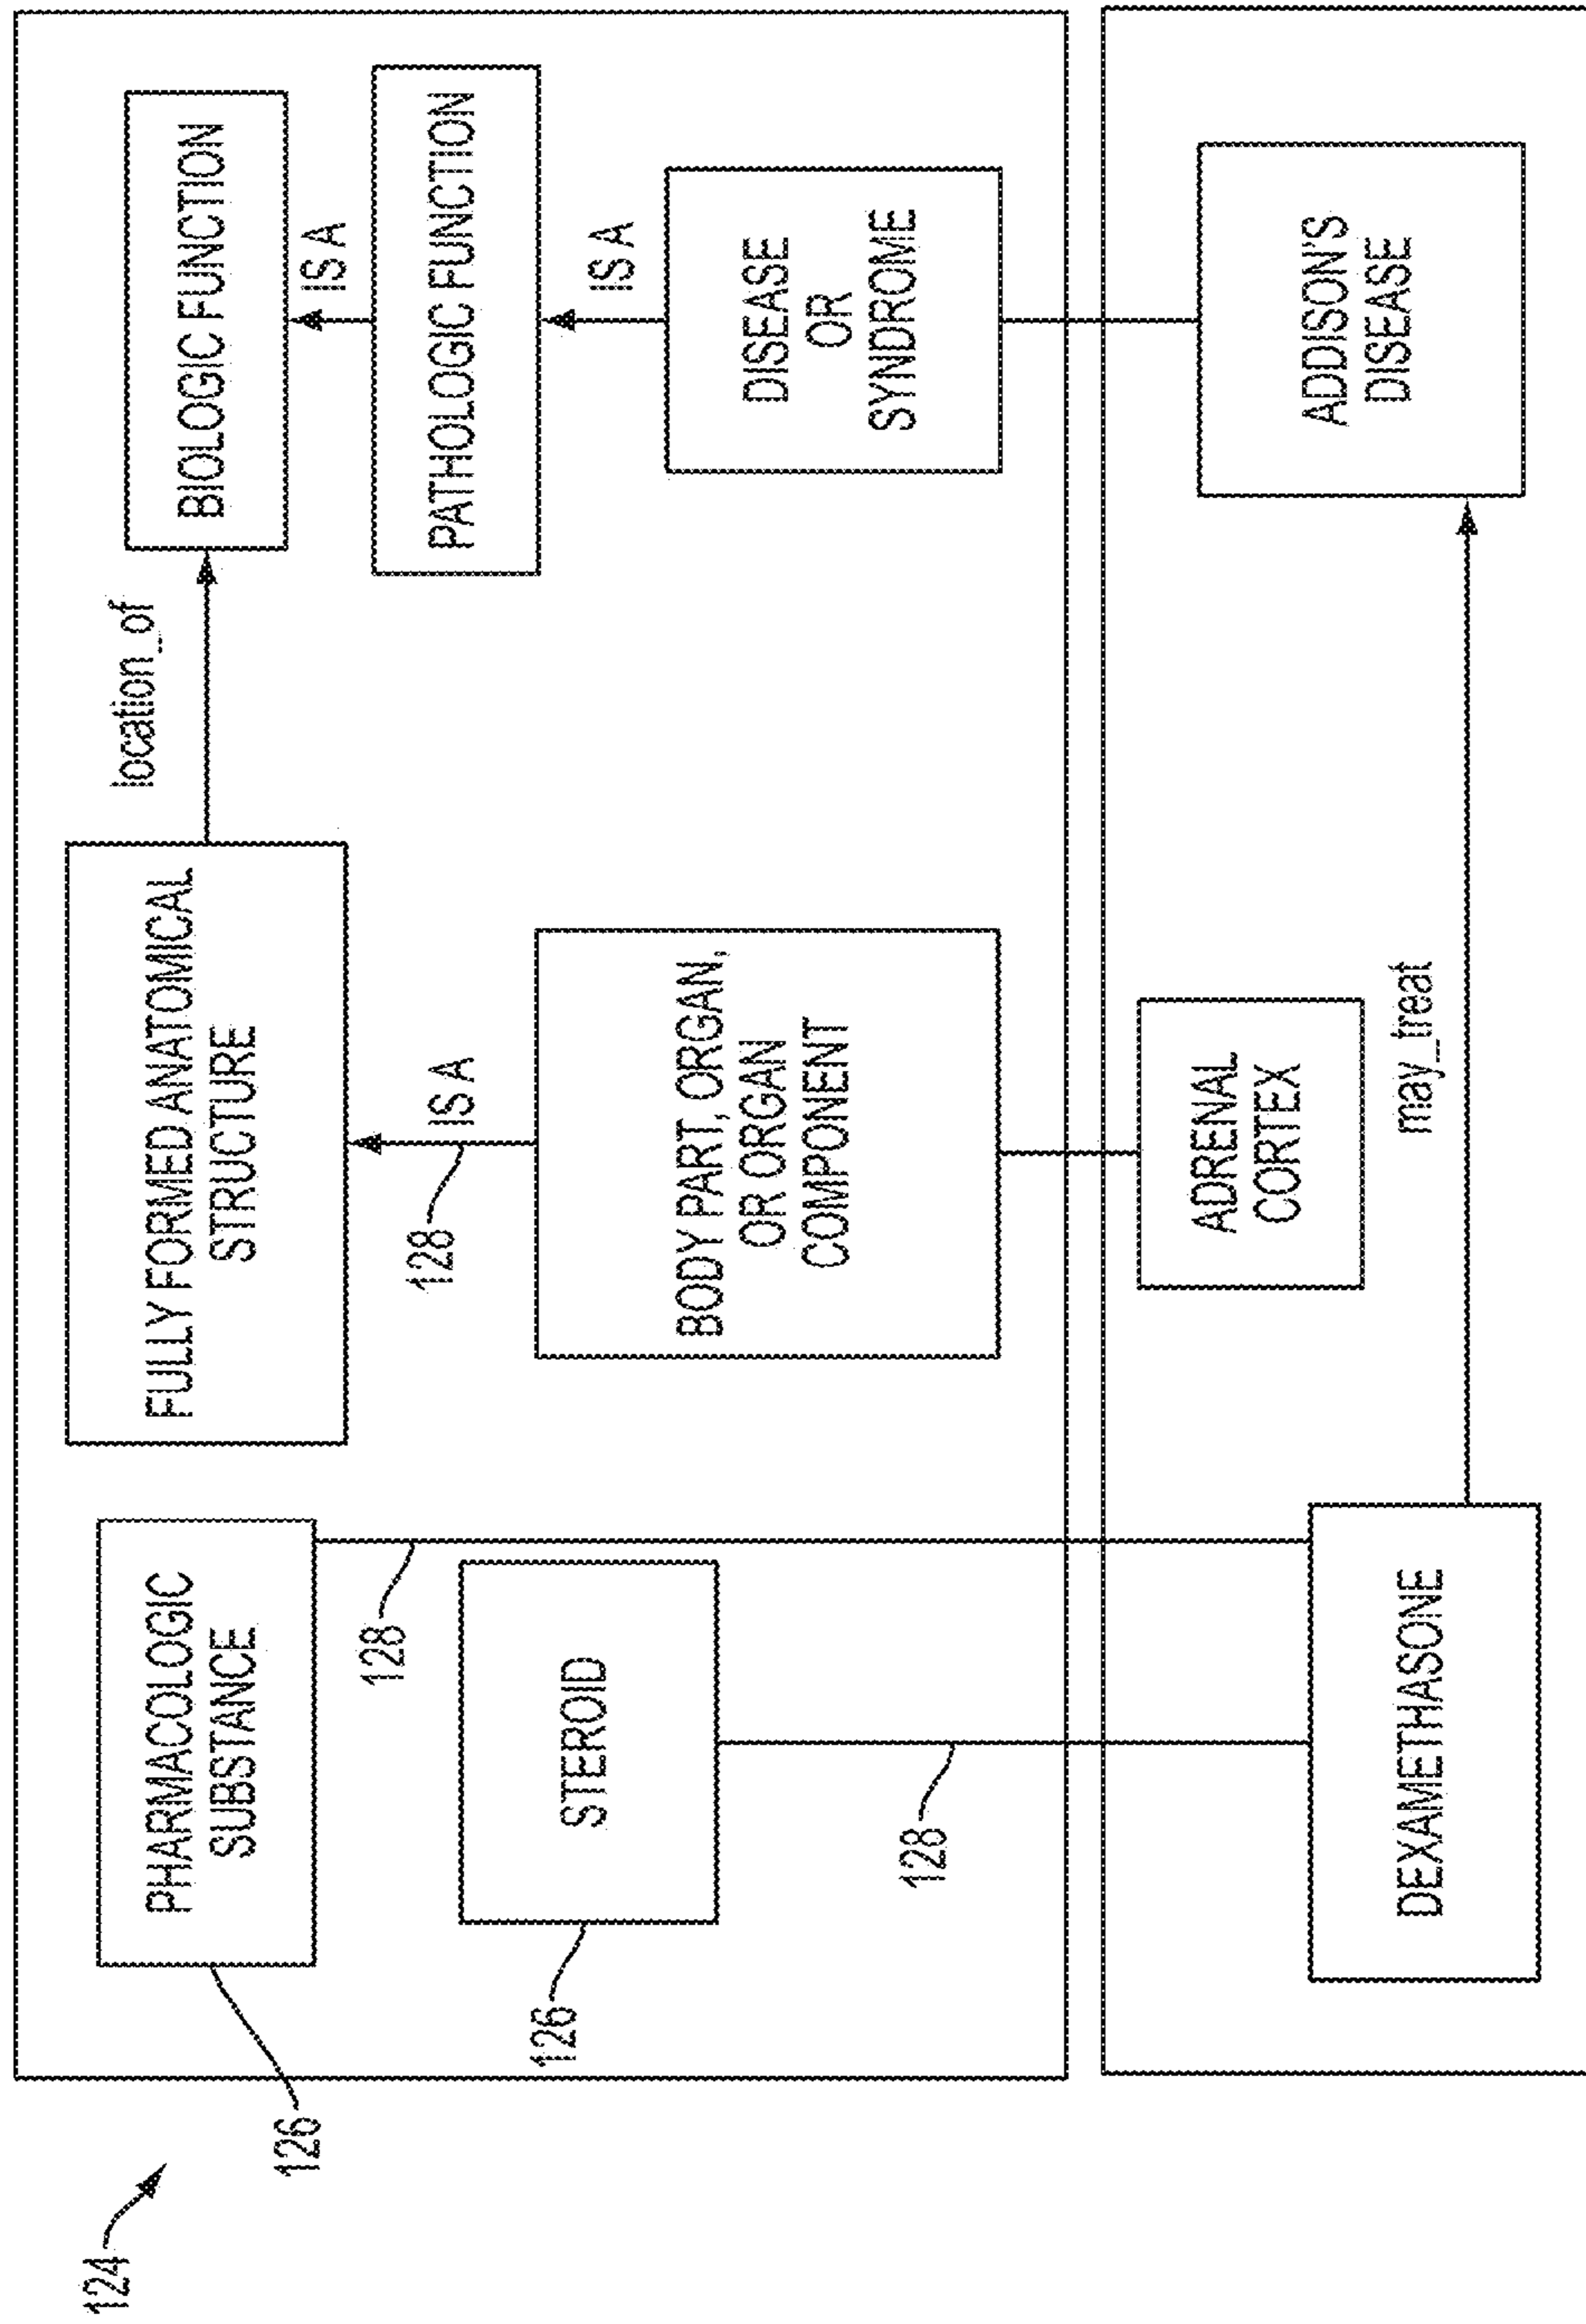 124
126
PHARMACOLOGIC
SUBSTANCE
126
STEROID
128
128
FULLY FORMED ANATOMICAL
STRUCTURE
128
IS A
BODY PART, ORGAN,
OR ORGAN
COMPONENT
location_of
BIOLOGIC FUNCTION
IS A
PATHOLOGIC FUNCTION
IS A
DISEASE
OR
SYNDROME
DEXAMETHASONE
ADRENAL
CORTEX
may_treat
ADDISON'S
DISEASE